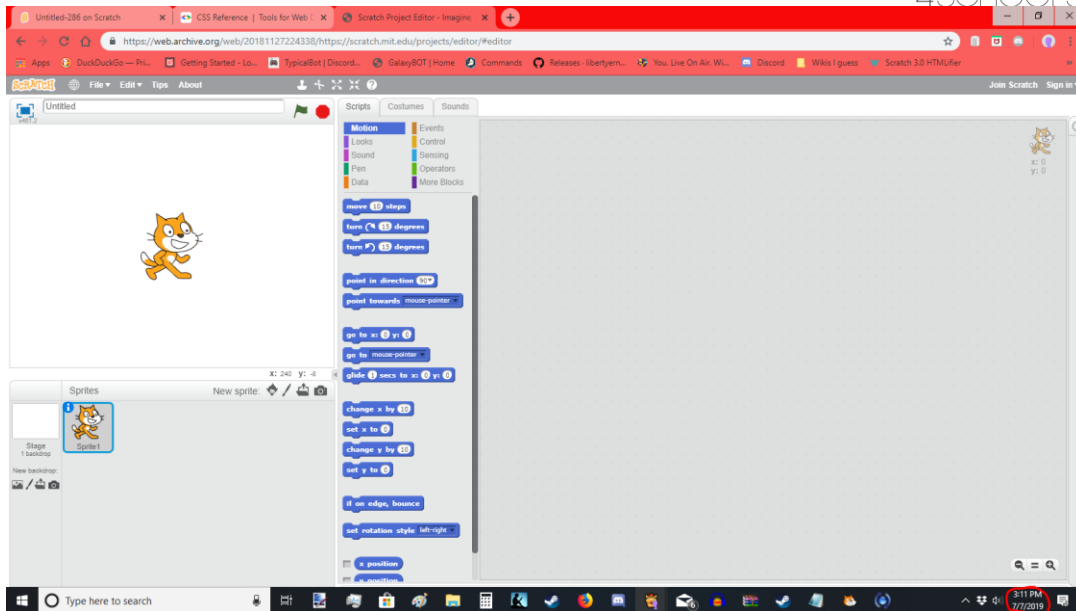 Untitled-286 on Scratch
CSS Reference | Tools for Web D
Scratch Project Editor - Imagine,
https://web.archive.org/web/20181127224338/https://scratch.mit.edu/projects/editor/#editor
Apps
DuckDuckGo — Pri...
Getting Started - Lo...
TypicalBot | Discord...
GalaxyBOT | Home
Commands
Releases · libertyern...
You. Live On Air. Wi...
Discord
Wikis I guess
Scratch 3.0 HTMLifier
SCRATCH
File
Edit
Tips
About
Join Scratch
Sign in
Untitled
v461.2
Scripts
Costumes
Sounds
Motion
Events
Looks
Control
Sound
Sensing
Pen
Operators
Data
More Blocks
move 10 steps
turn 15 degrees
turn 15 degrees
point in direction 90
point towards mouse-pointer
go to x: 0 y: 0
go to mouse-pointer
glide 1 secs to x: 0 y: 0
change x by 10
set x to 0
change y by 10
set y to 0
if on edge, bounce
set rotation style left-right
x position
y position
x: 0
y: 0
X: 240 Y: -8
Sprites
New sprite:
Stage
1 backdrop
Sprite1
New backdrop:
Type here to search
3:11 PM
7/7/2019